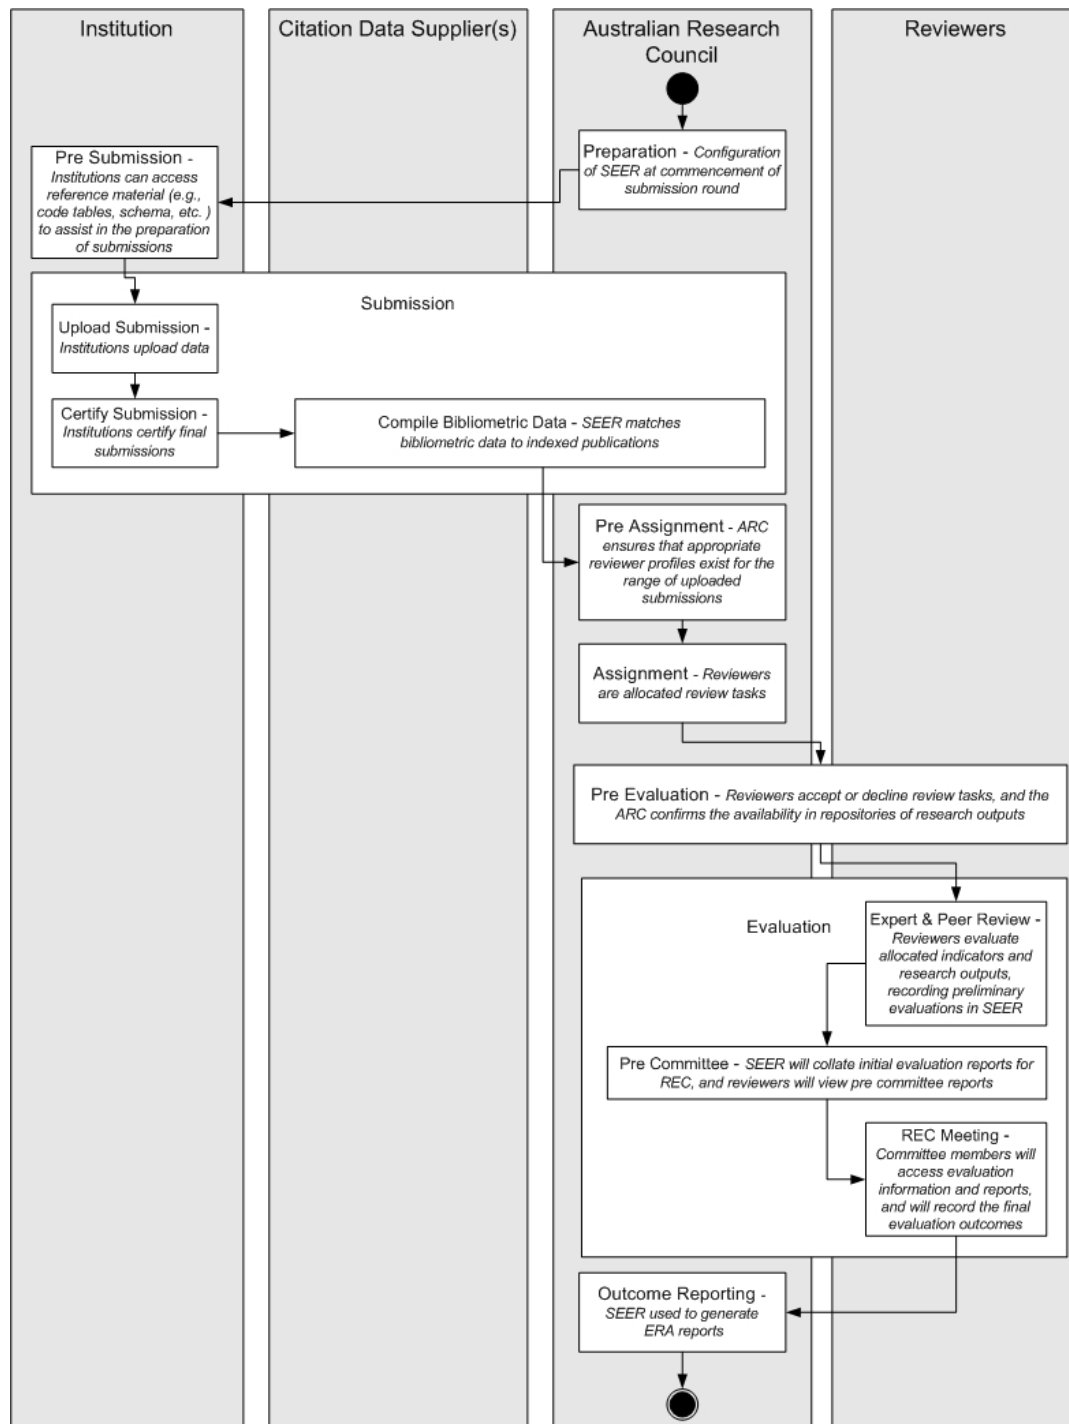 Institution
Citation Data Supplier(s)
Australian Research
Council
Reviewers
Preparation - Configuration
of SEER at commencement of
submission round
Pre Submission -
Institutions can access
reference material (e.g.,
code tables, schema, etc. )
to assist in the preparation
of submissions
Submission
Upload Submission -
Institutions upload data
Certify Submission -
Institutions certify final
submissions
Compile Bibliometric Data - SEER matches
bibliometric data to indexed publications
Pre Assignment - ARC
ensures that appropriate
reviewer profiles exist for the
range of uploaded
submissions
Assignment - Reviewers
are allocated review tasks
Pre Evaluation - Reviewers accept or decline review tasks, and the
ARC confirms the availability in repositories of research outputs
Evaluation
Expert & Peer Review -
Reviewers evaluate
allocated indicators and
research outputs,
recording preliminary
evaluations in SEER
Pre Committee - SEER will collate initial evaluation reports for
REC, and reviewers will view pre committee reports
REC Meeting -
Committee members will
access evaluation
information and reports,
and will record the final
evaluation outcomes
Outcome Reporting -
SEER used to generate
ERA reports